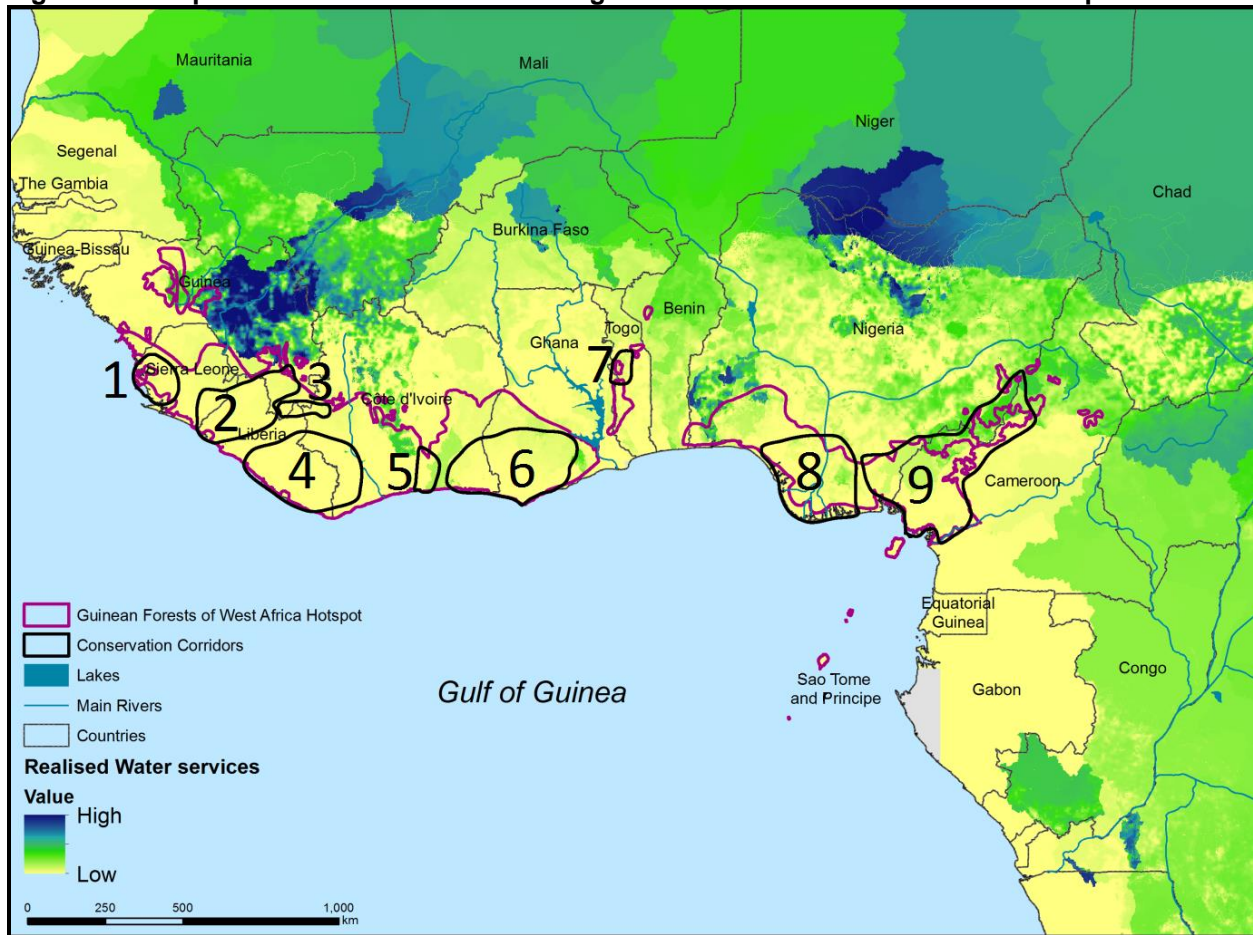 Mauritania
Mali
Niger
Chad
Segenal
The Gambia
Guinea-Bissau
Guinea
Burkina Faso
Benin
Togo
Ghana
Nigeria
Sierra-Leone
Côte d'Ivoire
Liberia
Cameroon
1
2
3
4
5
6
7
8
9
Equatorial
Guinea
Sao Tome
and Principe
Gabon
Congo
Gulf of Guinea
Guinean Forests of West Africa Hotspot
Conservation Corridors
Lakes
Main Rivers
Countries
Realised Water services
Value
High
Low
0 250 500 1,000
km